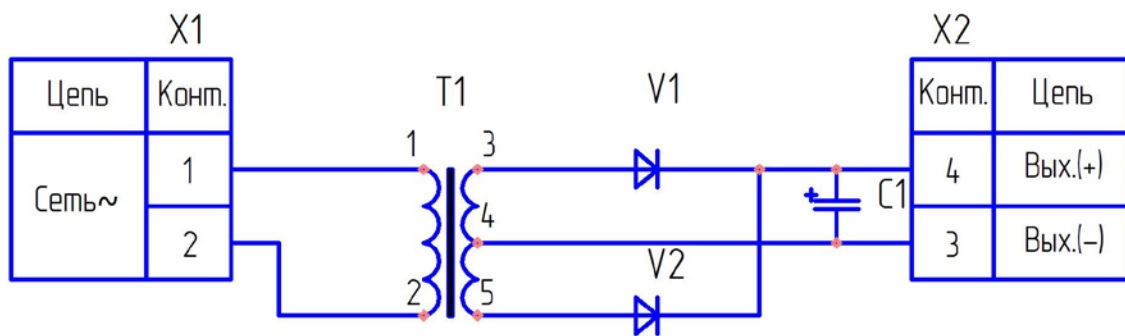 X1
X2
Цепь
Конт.
T1
V1
Конт.
Цепь
1
1
3
4
Вых.(+)
Сеть~
4
+
C1
2
2
V2
5
3
Вых.(-)